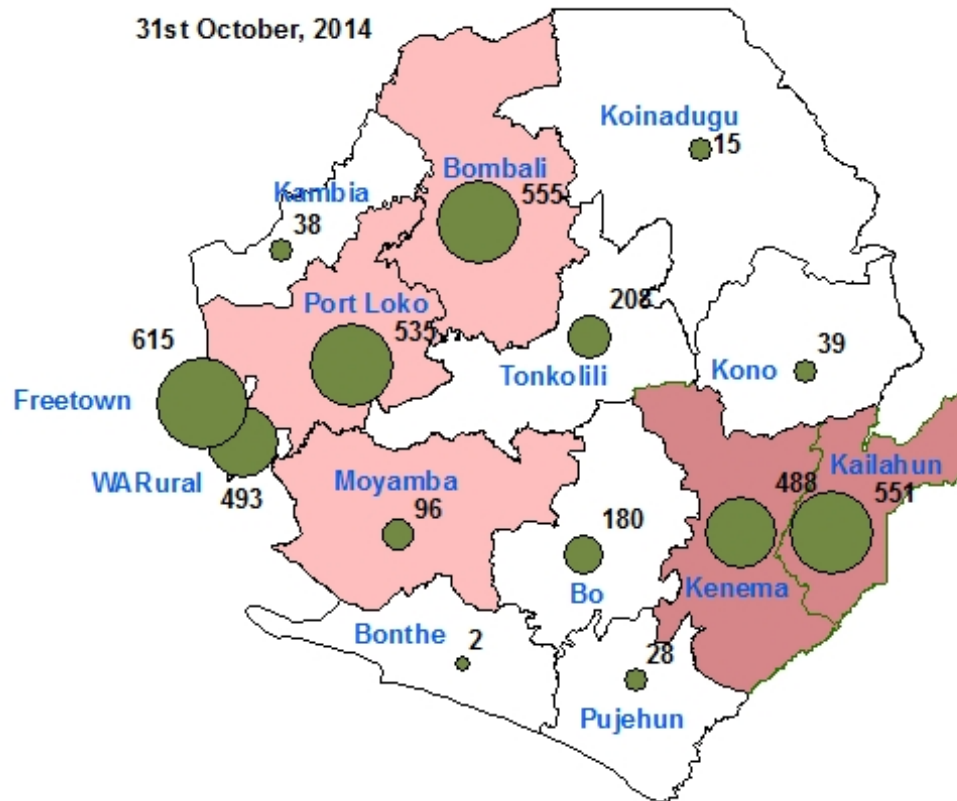 31st October, 2014
Koinadugu
15
Bombali
555
Kambia
38
Port Loko
535
208
Tonkolili
39
Kono
615
Freetown
WARural
493
Moyamba
96
180
Bo
488
Kenema
Kailahun
551
Bonthe
2
28
Pujehun